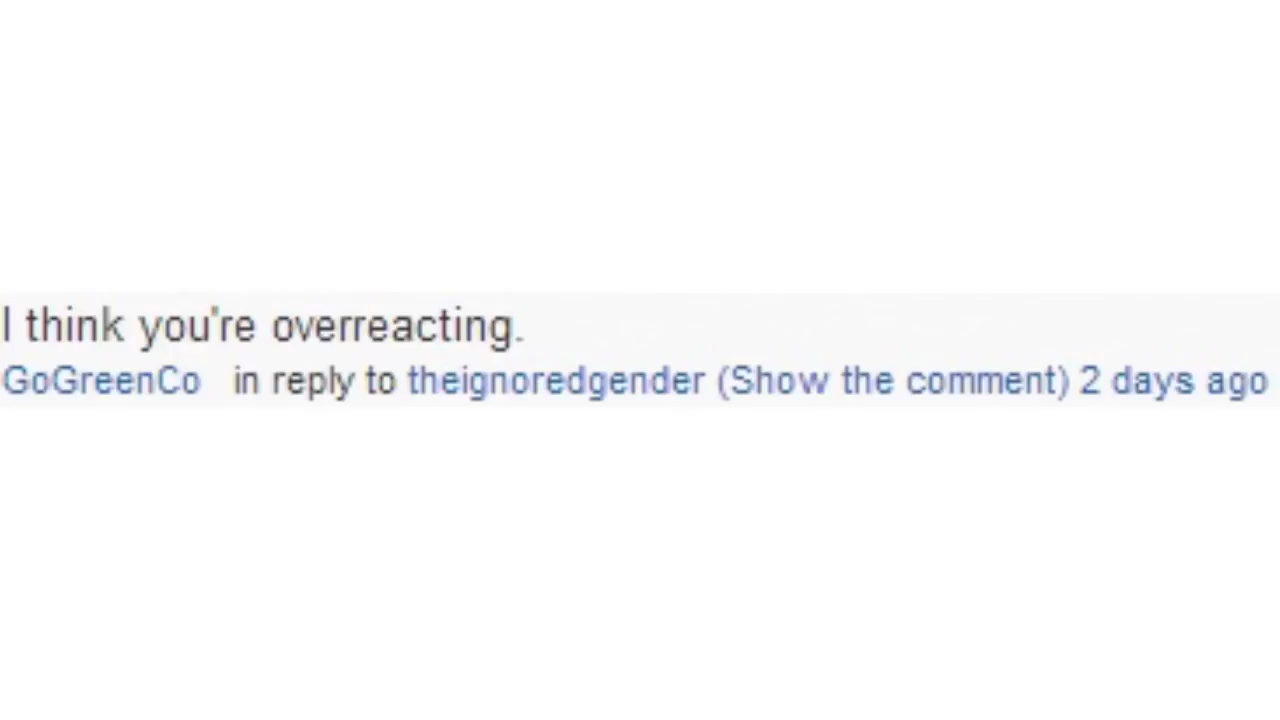 I think you're overreacting.
GoGreenCo in reply to theignoredgender (Show the comment) 2 days ago